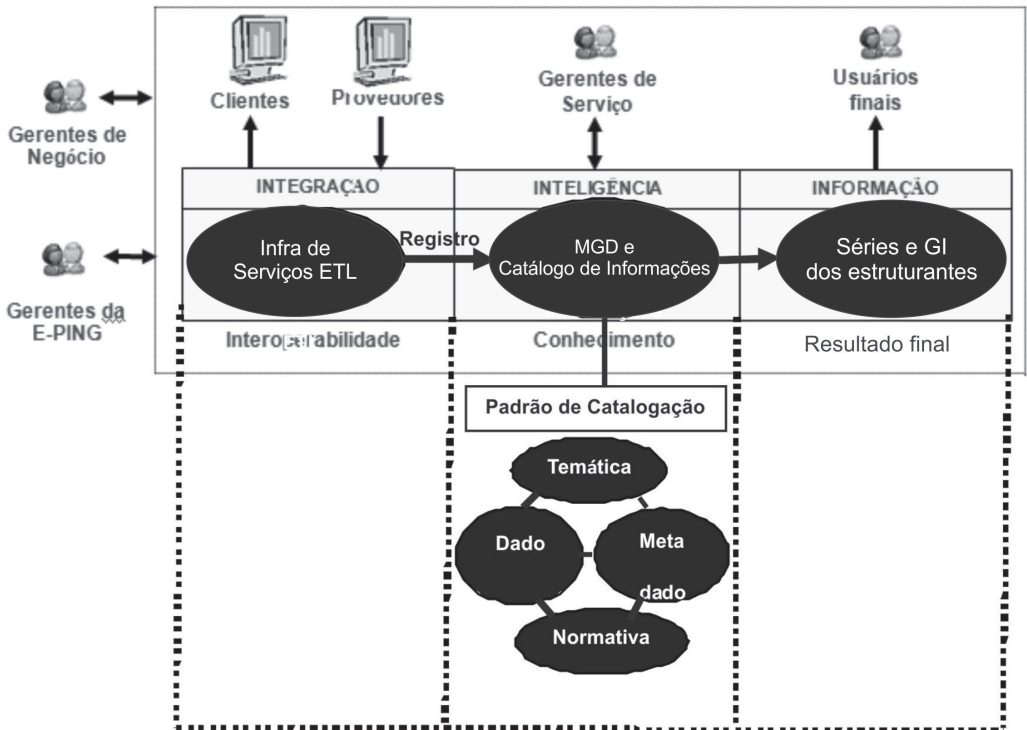 Clientes
Provedores
Gerentes de
Serviço
Usuários
finais
Gerentes de
Negócio
INTEGRAÇAO
INTELIGÊNCIA
INFORMAÇÃO
Infra de
Serviços ETL
Registro
MGD e
Catálogo de Informações
Séries e GI
dos estruturantes
Gerentes da
E-PING
Interoperabilidade
Conhecimento
Resultado final
Padrão de Catalogação
Temática
Dado
Meta
dado
Normativa